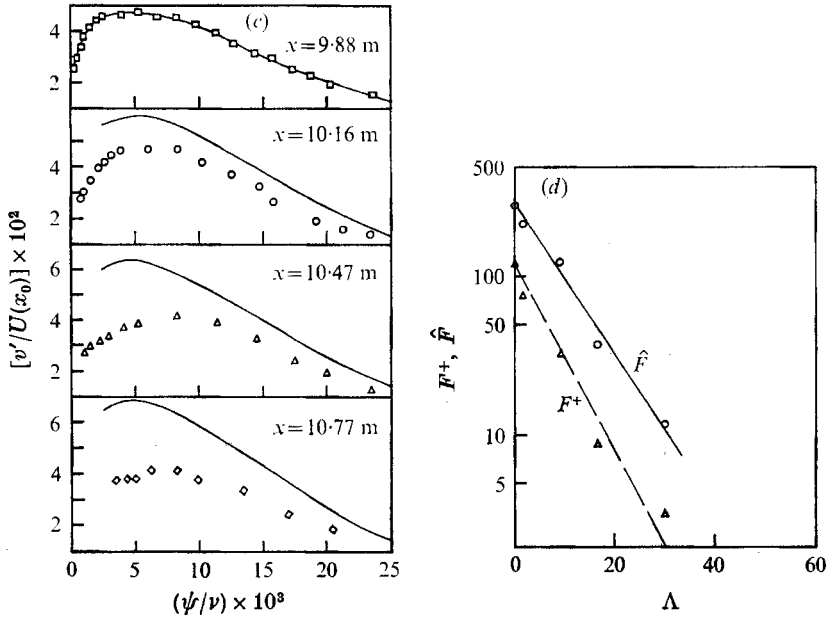 (c)
x = 9·88 m
4
2
x = 10·16 m
4
2
x = 10·47 m
6
4
2
x = 10·77 m
6
4
2
0 5 10 15 20 25
(ψ/ν) × 10³
[v′/U(x₀)] × 10²
(d)
500
100
50
10
5
F⁺, F̂
F̂
F⁺
0 20 40 60
Λ